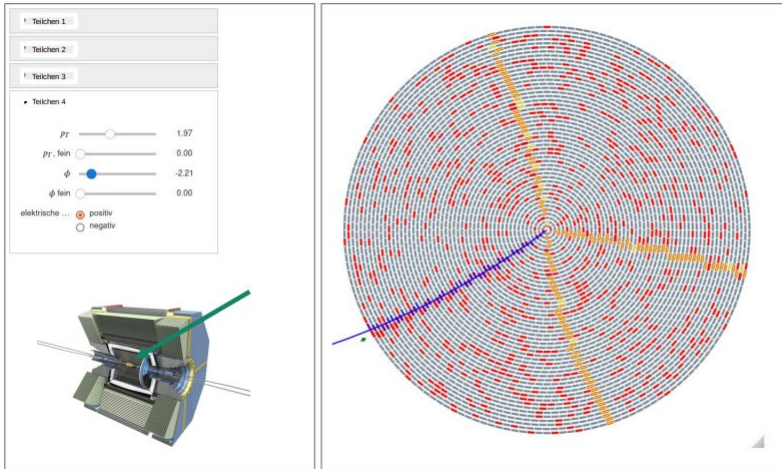 Teilchen 1
Teilchen 2
Teilchen 3
Teilchen 4
pT 1.97
pT, fein 0.00
ϕ -2.21
ϕ fein 0.00
elektrische ... positiv
negativ